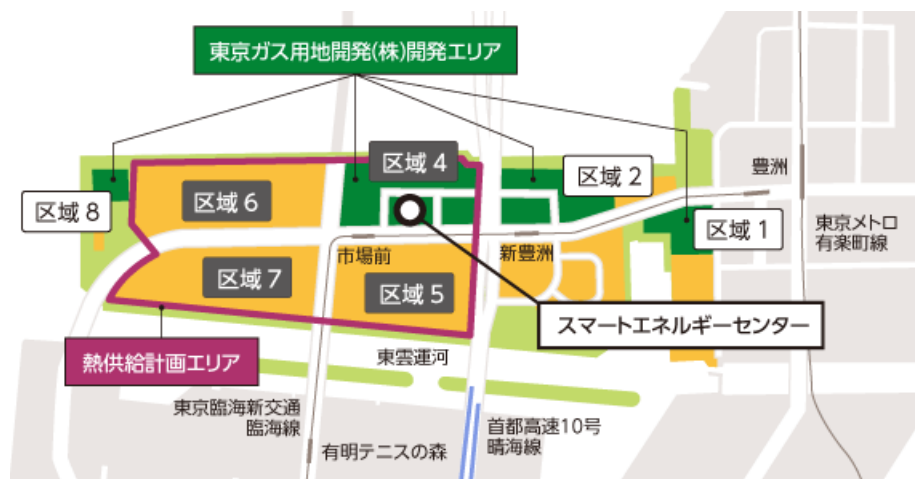 東京ガス用地開発(株)開発エリア
区域 4
区域 2
豊洲
区域 6
区域 8
区域 1
東京メトロ
有楽町線
市場前
新豊洲
区域 7
区域 5
スマートエネルギーセンター
熱供給計画エリア
東雲運河
東京臨海新交通
臨海線
首都高速10号
晴海線
有明テニスの森